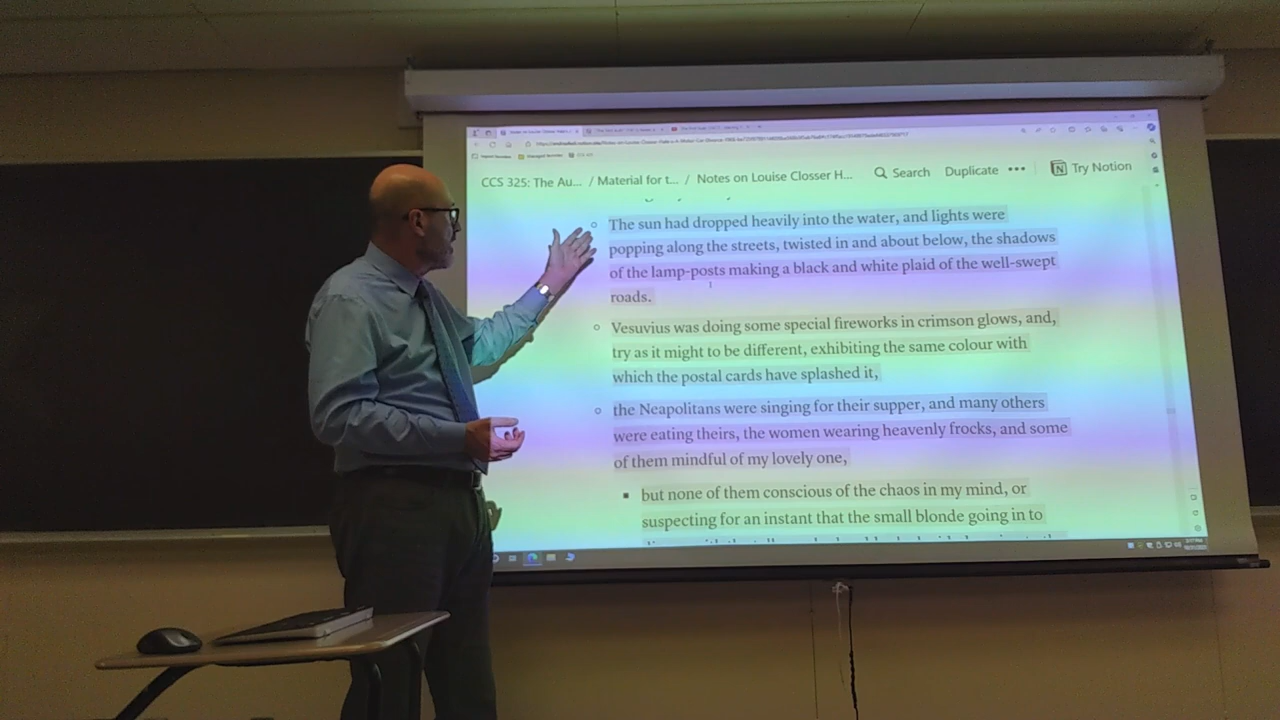 CCS 325: The Au... / Material for t... / Notes on Louise Closser H... Search Duplicate ••• Try Notion
The sun had dropped heavily into the water, and lights were
popping along the streets, twisted in and about below, the shadows
of the lamp-posts making a black and white plaid of the well-swept
roads.
Vesuvius was doing some special fireworks in crimson glows, and,
try as it might to be different, exhibiting the same colour with
which the postal cards have splashed it,
the Neapolitans were singing for their supper, and many others
were eating theirs, the women wearing heavenly frocks, and some
of them mindful of my lovely one,
but none of them conscious of the chaos in my mind, or
suspecting for an instant that the small blonde going in to